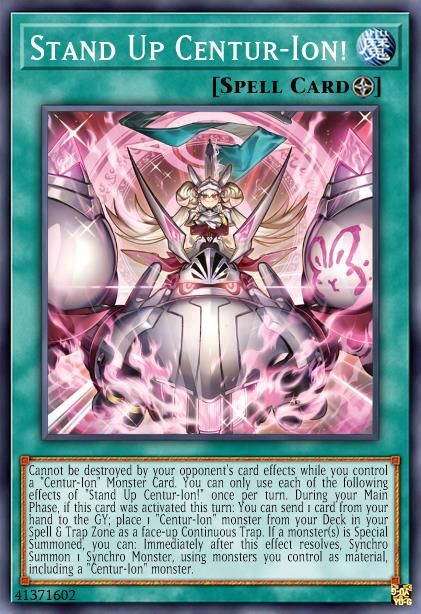 Stand Up Centur-Ion!
魔
[Spell Card]
Cannot be destroyed by your opponent's card effects while you control
a "Centur-Ion" Monster Card. You can only use each of the following
effects of "Stand Up Centur-Ion!" once per turn. During your Main
Phase, if this card was activated this turn: You can send 1 card from your
hand to the GY; place 1 "Centur-Ion" monster from your Deck in your
Spell & Trap Zone as a face-up Continuous Trap. If a monster(s) is Special
Summoned, you can: Immediately after this effect resolves, Synchro
Summon 1 Synchro Monster, using monsters you control as material,
including a "Centur-Ion" monster.
41371602